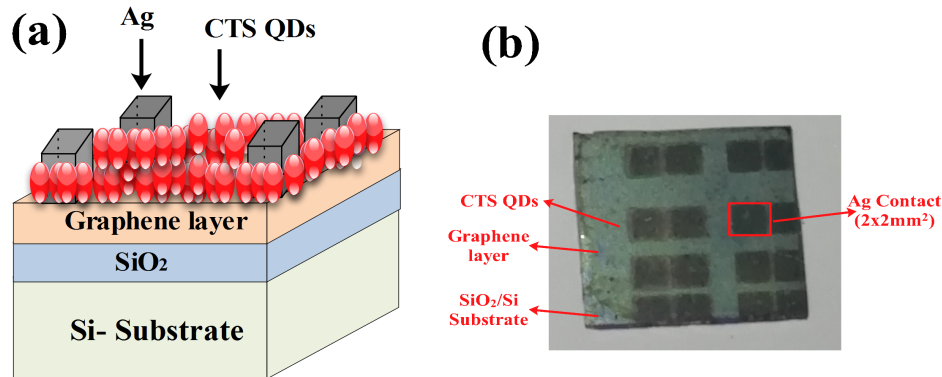 (a)
Ag
CTS QDs
Graphene layer
SiO₂
Si- Substrate
(b)
CTS QDs
Graphene
layer
SiO₂/Si
Substrate
Ag Contact
(2x2mm²)